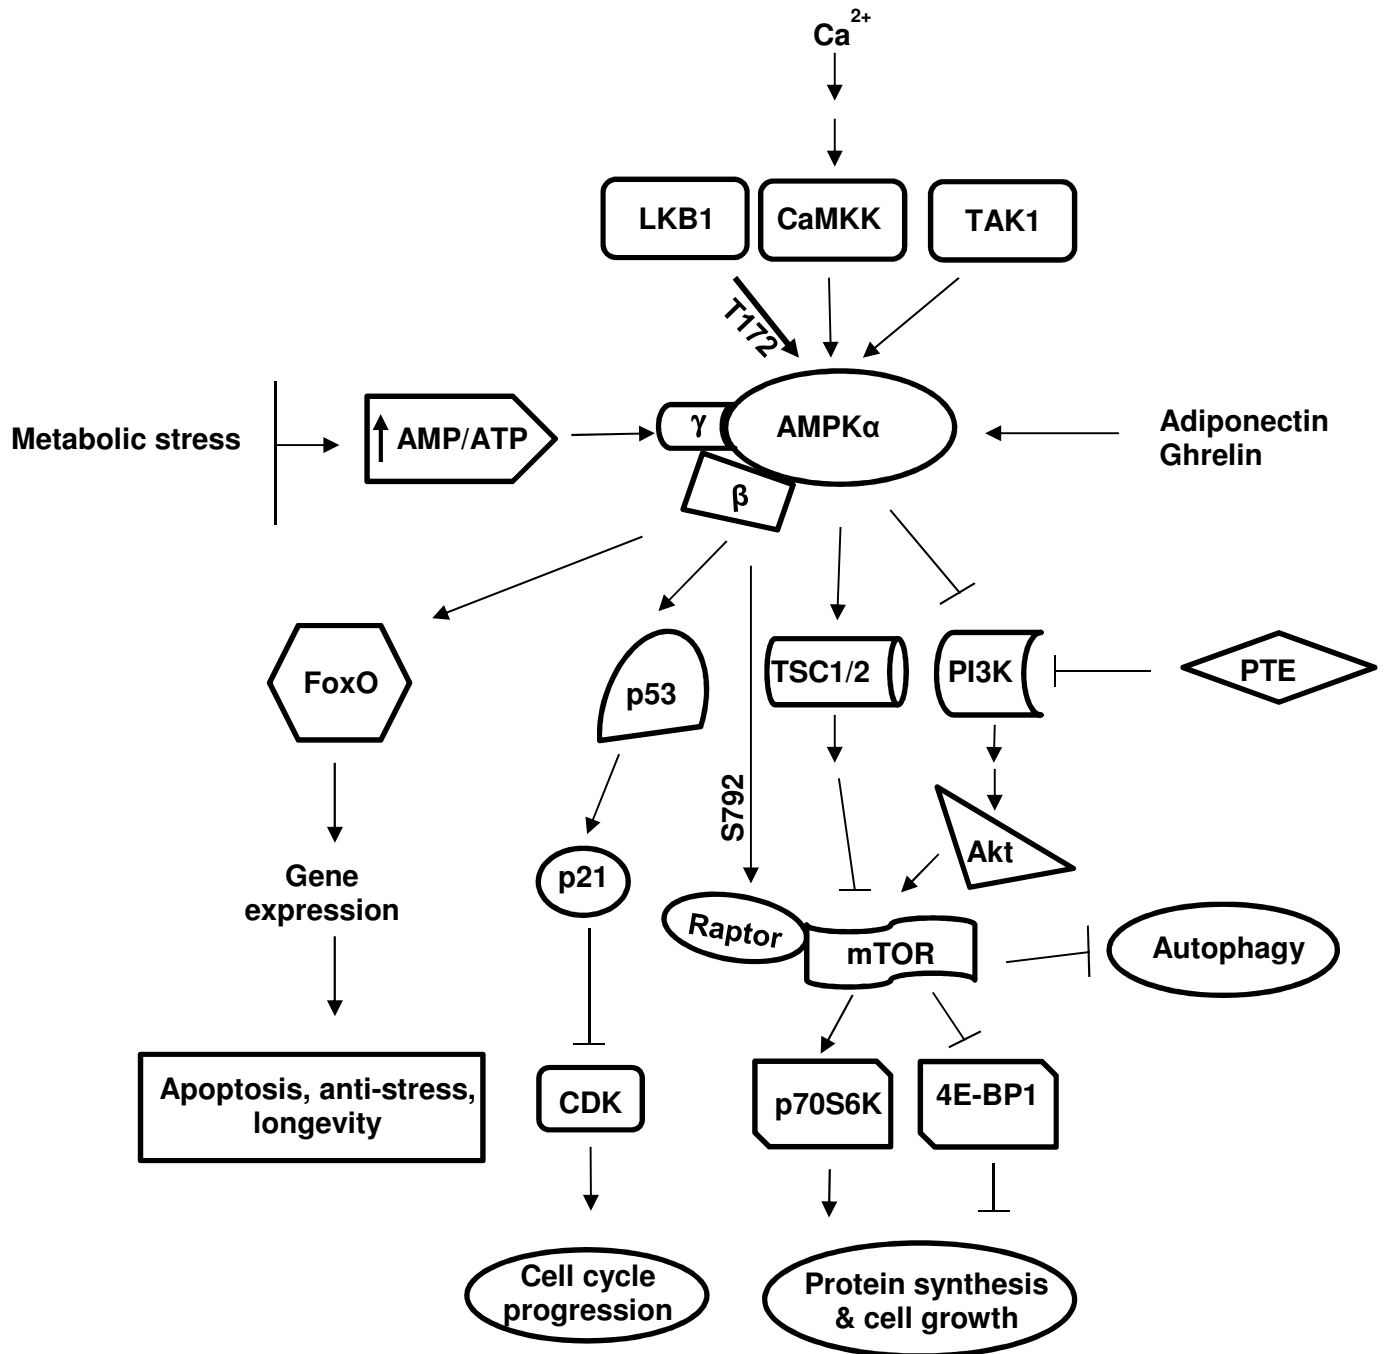 Ca2+
LKB1
CaMKK
TAK1
T172
Metabolic stress
AMP/ATP
γ
AMPKα
Adiponectin
Ghrelin
β
FoxO
p53
TSC1/2
PI3K
PTE
S792
Gene
expression
p21
Akt
Raptor
mTOR
Autophagy
Apoptosis, anti-stress,
longevity
CDK
p70S6K
4E-BP1
Cell cycle
progression
Protein synthesis
& cell growth